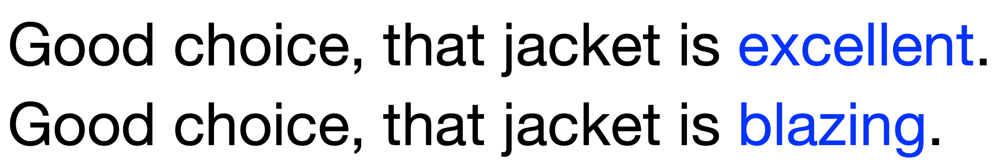 Good choice, that jacket is excellent.
Good choice, that jacket is blazing.